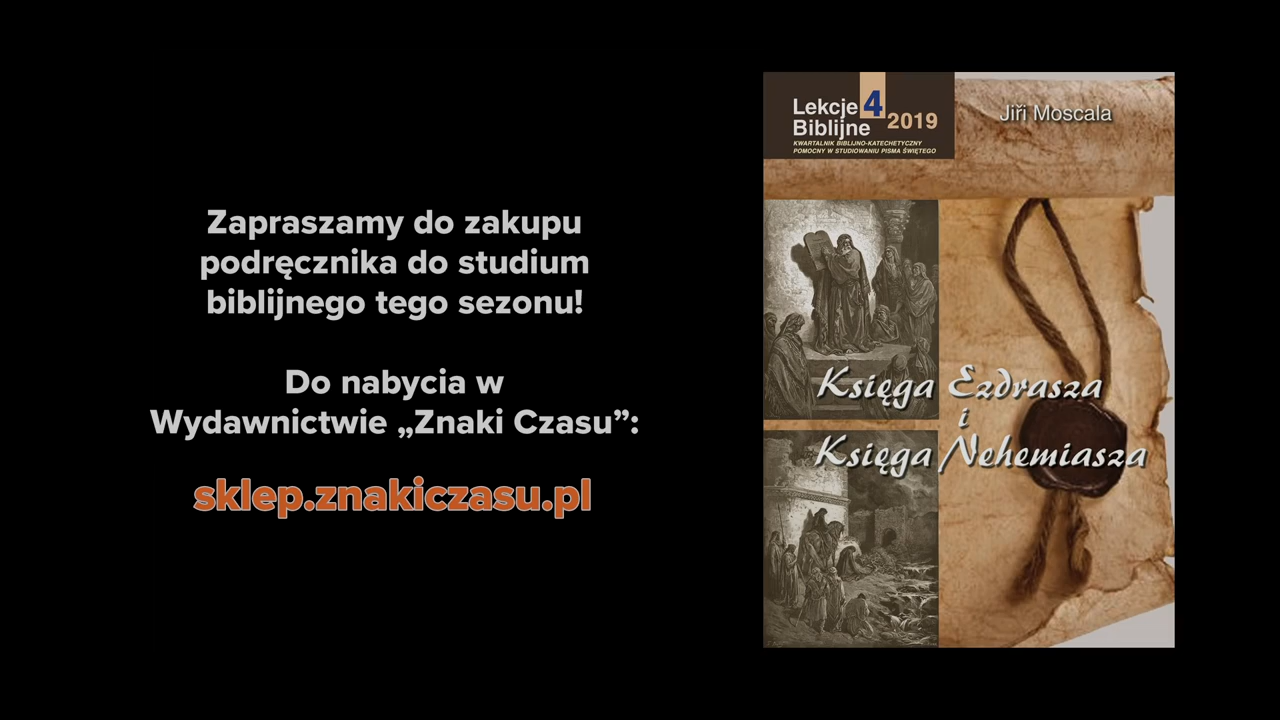 Zapraszamy do zakupu
podręcznika do studium
biblijnego tego sezonu!
Do nabycia w
Wydawnictwie „Znaki Czasu”:
sklep.znakiczasu.pl
Lekcje 4 2019
Biblijne
KWARTALNIK BIBLIJNO-KATECHETYCZNY
POMOCNY W STUDIOWANIU PISMA ŚWIĘTEGO
Jiři Moscala
Księga Ezdrasza
i
Księga Nehemiasza